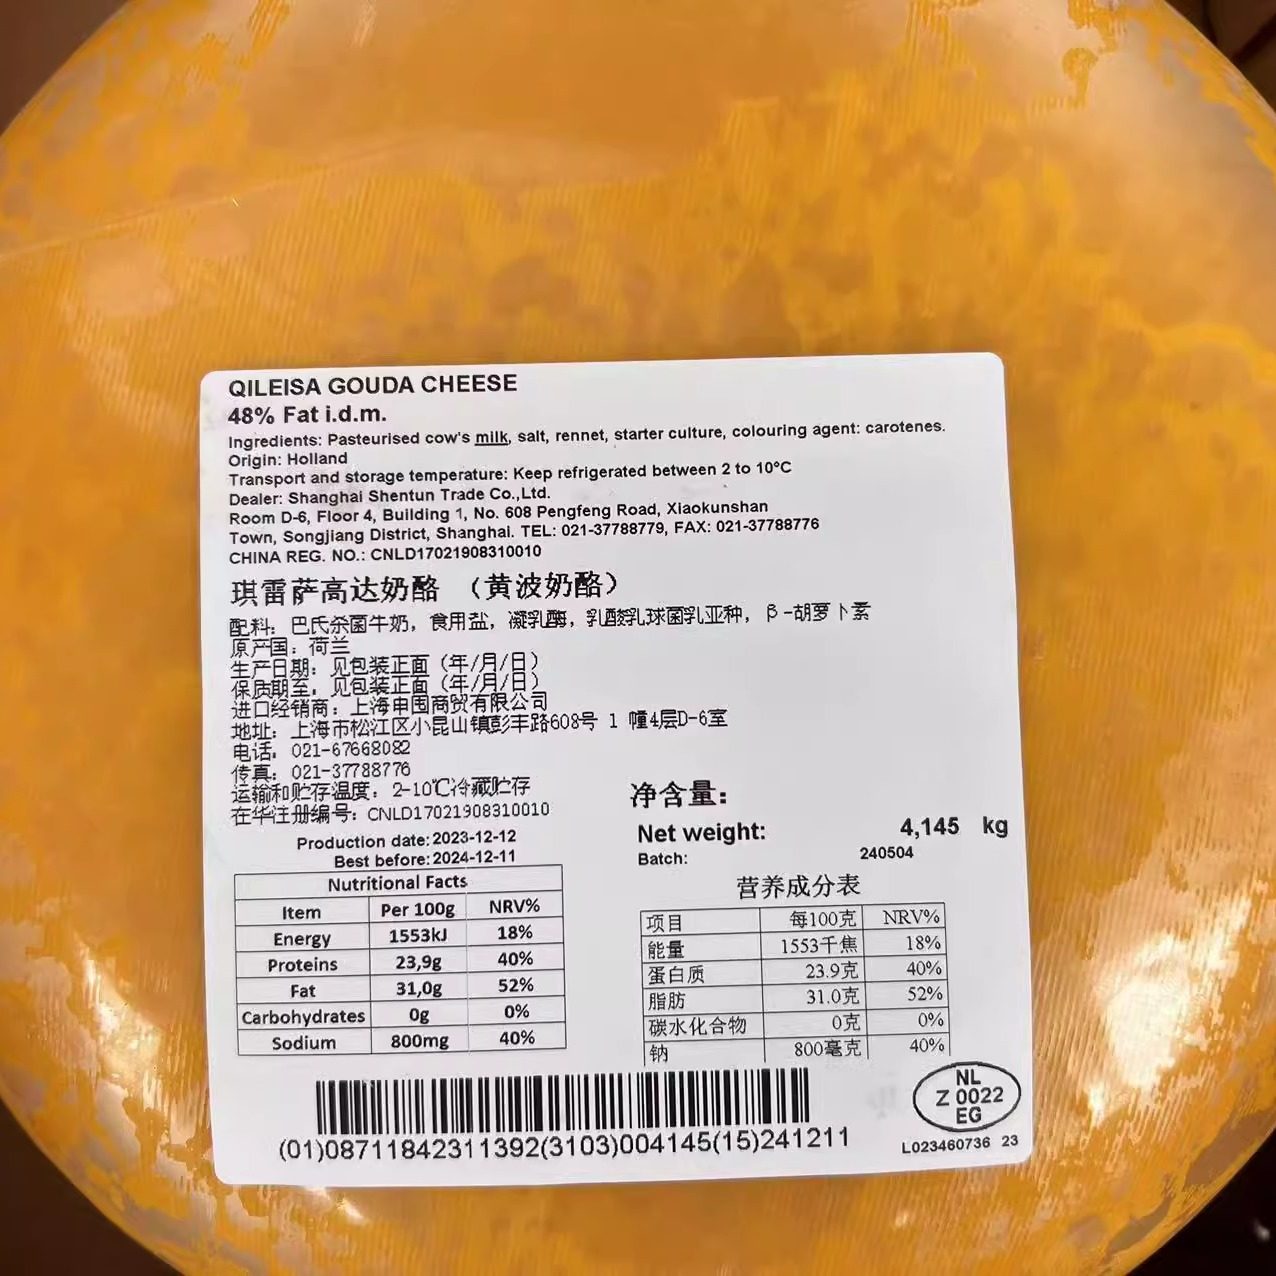 QILEISA GOUDA CHEESE
48% Fat i.d.m.
Ingredients: Pasteurised cow's milk, salt, rennet, starter culture, colouring agent: carotenes.
Origin: Holland
Transport and storage temperature: Keep refrigerated between 2 to 10°C
Dealer: Shanghai Shentun Trade Co.,Ltd.
Room D-6, Floor 4, Building 1, No. 608 Pengfeng Road, Xiaokunshan
Town, Songjiang District, Shanghai. TEL: 021-37788779, FAX: 021-37788776
CHINA REG. NO.: CNLD17021908310010
琪雷萨高达奶酪 （黄波奶酪）
配料：巴氏杀菌牛奶，食用盐，凝乳酶，乳酸乳球菌乳亚种，β-胡萝卜素
原产国：荷兰
生产日期：见包装正面（年/月/日）
保质期至：见包装正面（年/月/日）
进口经销商：上海申囤商贸有限公司
地址：上海市松江区小昆山镇彭丰路608号 1 幢4层D-6室
电话：021-67668082
传真：021-37788776
运输和贮存温度：2-10℃冷藏贮存
在华注册编号：CNLD17021908310010
Production date: 2023-12-12
Best before: 2024-12-11
Nutritional Facts
Item Per 100g NRV%
Energy 1553kJ 18%
Proteins 23,9g 40%
Fat 31,0g 52%
Carbohydrates 0g 0%
Sodium 800mg 40%
净含量：
Net weight: 4,145 kg
Batch: 240504
营养成分表
项目 每100克 NRV%
能量 1553千焦 18%
蛋白质 23.9克 40%
脂肪 31.0克 52%
碳水化合物 0克 0%
钠 800毫克 40%
(01)08711842311392(3103)004145(15)241211
NL
Z 0022
EG
L023460736 23